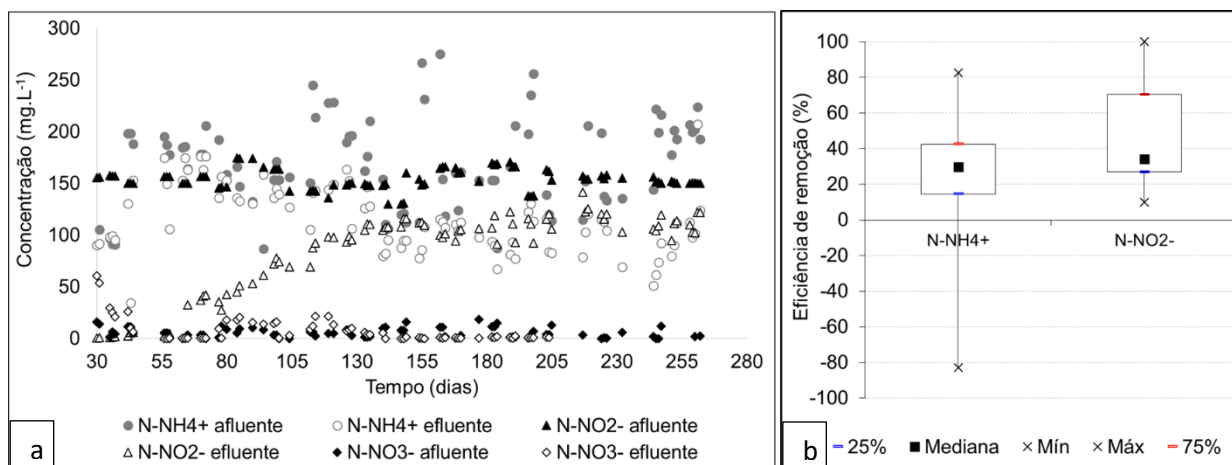 Concentração (mg.L-1)
300
250
200
150
100
50
0
30 55 80 105 130 155 180 205 230 255 280
Tempo (dias)
N-NH4+ afluente N-NH4+ efluente N-NO2- afluente
N-NO2- efluente N-NO3- afluente N-NO3- efluente
a
Eficiência de remoção (%)
100
80
60
40
20
0
-20
-40
-60
-80
-100
N-NH4+ N-NO2-
25% Mediana Mín Máx 75%
b